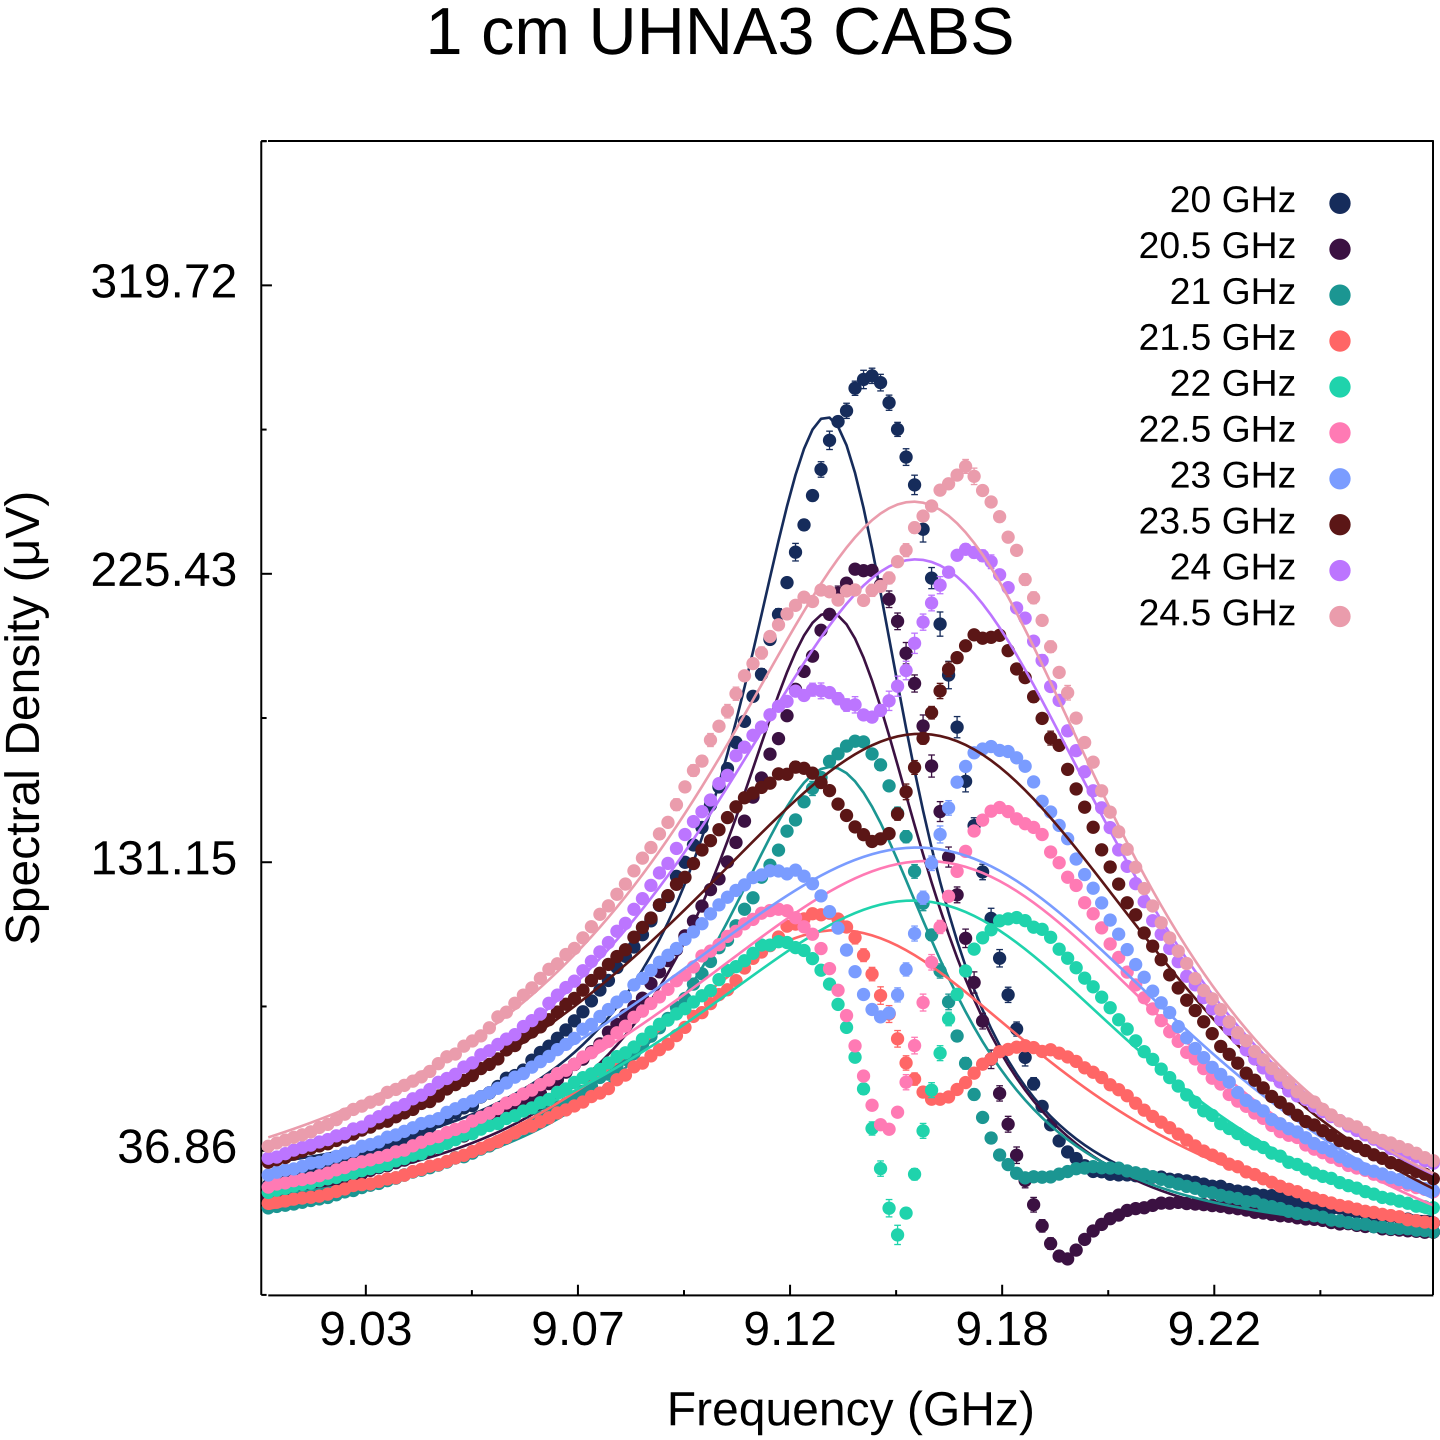 1 cm UHNA3 CABS
20 GHz
20.5 GHz
21 GHz
21.5 GHz
22 GHz
22.5 GHz
23 GHz
23.5 GHz
24 GHz
24.5 GHz
319.72
225.43
131.15
36.86
Spectral Density (μV)
9.03 9.07 9.12 9.18 9.22
Frequency (GHz)